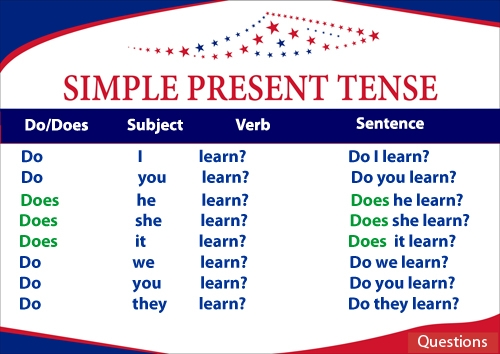 SIMPLE PRESENT TENSE
Do/Does Subject Verb Sentence
Do I learn? Do I learn?
Do you learn? Do you learn?
Does he learn? Does he learn?
Does she learn? Does she learn?
Does it learn? Does it learn?
Do we learn? Do we learn?
Do you learn? Do you learn?
Do they learn? Do they learn?
Questions